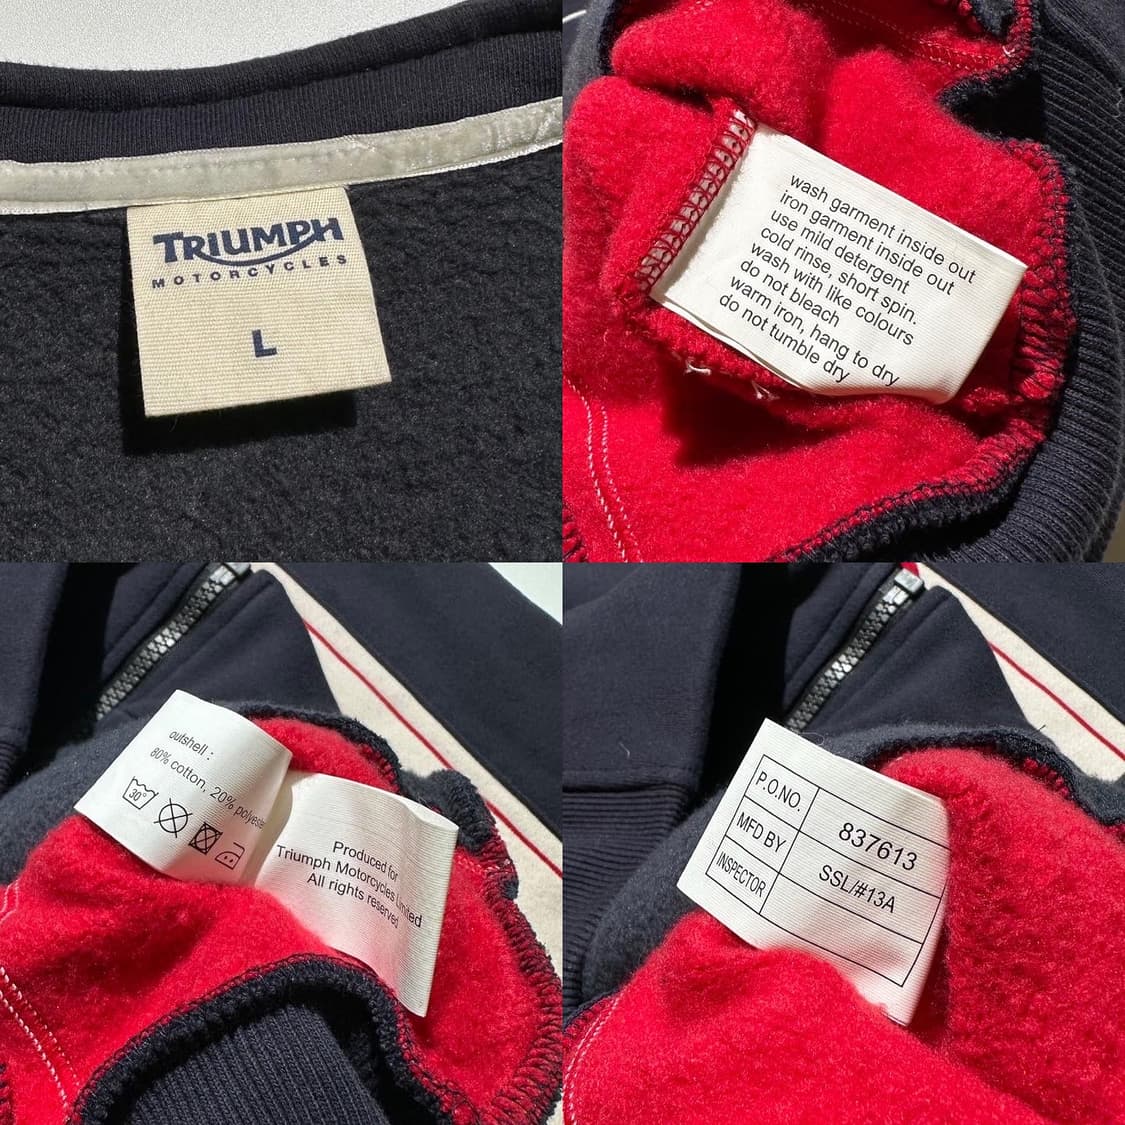 TRIUMPH
MOTORCYCLES
L
wash garment inside out
iron garment inside out
use mild detergent
cold rinse, short spin.
wash with like colours
do not bleach
warm iron, hang to dry
do not tumble dry
outshell :
80% cotton, 20% polyester
30°
Produced for
Triumph Motorcycles Limited
All rights reserved
P.O.NO. 837613
MFD BY SSL/#13A
INSPECTOR